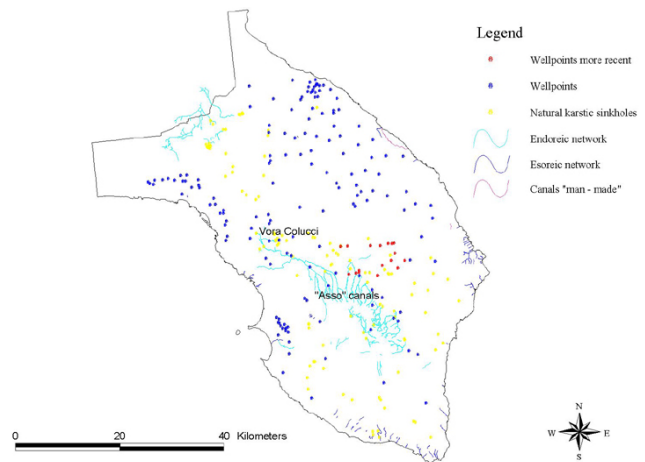 Legend
Wellpoints more recent
Wellpoints
Natural karstic sinkholes
Endoreic network
Esoreic network
Canals "man - made"
Vora Colucci
"Asso" canals
0 20 40 Kilometers
N
W E
S